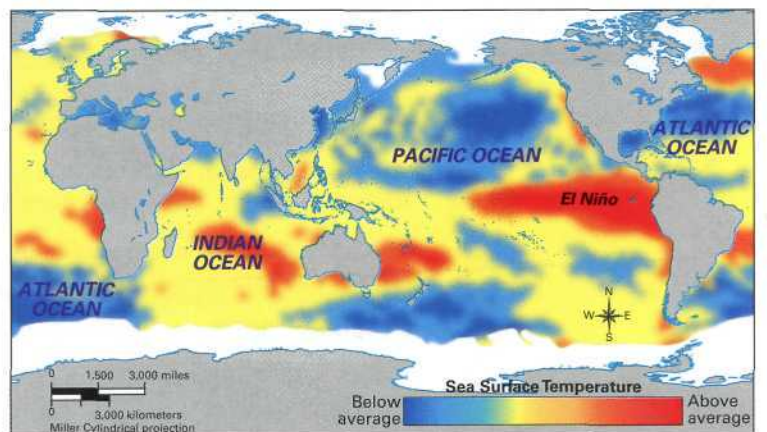 PACIFIC OCEAN
ATLANTIC
OCEAN
El Niño
INDIAN
OCEAN
ATLANTIC
OCEAN
N
W E
S
0 1,500 3,000 miles
0 3,000 kilometers
Miller Cylindrical projection
Sea Surface Temperature
Below
average
Above
average